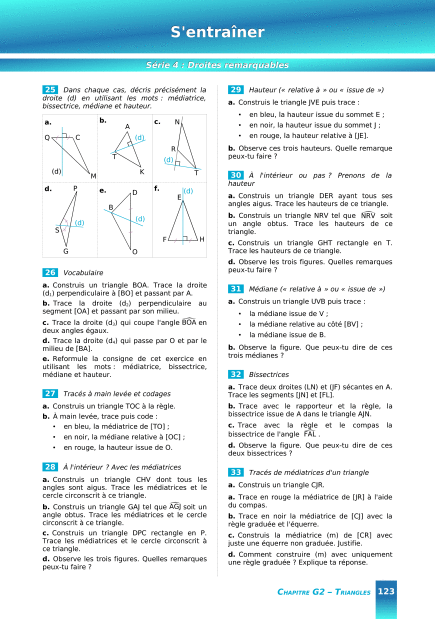 S'entraîner
Série 4 : Droites remarquables
25 Dans chaque cas, décris précisément la
droite (d) en utilisant les mots : médiatrice,
bissectrice, médiane et hauteur.
a. b. c.
Q C (d) M
A (d) T K
N R (d) T
d. e. f.
P (d) S G
D B (d) O
(d) E F H
26 Vocabulaire
a. Construis un triangle BOA. Trace la droite
(d₁) perpendiculaire à [BO] et passant par A.
b. Trace la droite (d₂) perpendiculaire au
segment [OA] et passant par son milieu.
c. Trace la droite (d₃) qui coupe l'angle BOA en
deux angles égaux.
d. Trace la droite (d₄) qui passe par O et par le
milieu de [BA].
e. Reformule la consigne de cet exercice en
utilisant les mots : médiatrice, bissectrice,
médiane et hauteur.
27 Tracés à main levée et codages
a. Construis un triangle TOC à la règle.
b. À main levée, trace puis code :
• en bleu, la médiatrice de [TO] ;
• en noir, la médiane relative à [OC] ;
• en rouge, la hauteur issue de O.
28 À l'intérieur ? Avec les médiatrices
a. Construis un triangle CHV dont tous les
angles sont aigus. Trace les médiatrices et le
cercle circonscrit à ce triangle.
b. Construis un triangle GAJ tel que AGJ soit un
angle obtus. Trace les médiatrices et le cercle
circonscrit à ce triangle.
c. Construis un triangle DPC rectangle en P.
Trace les médiatrices et le cercle circonscrit à
ce triangle.
d. Observe les trois figures. Quelles remarques
peux-tu faire ?
29 Hauteur (« relative à » ou « issue de »)
a. Construis le triangle JVE puis trace :
• en bleu, la hauteur issue du sommet E ;
• en noir, la hauteur issue du sommet J ;
• en rouge, la hauteur relative à [JE].
b. Observe ces trois hauteurs. Quelle remarque
peux-tu faire ?
30 À l'intérieur ou pas ? Prenons de la
hauteur
a. Construis un triangle DER ayant tous ses
angles aigus. Trace les hauteurs de ce triangle.
b. Construis un triangle NRV tel que NRV soit
un angle obtus. Trace les hauteurs de ce
triangle.
c. Construis un triangle GHT rectangle en T.
Trace les hauteurs de ce triangle.
d. Observe les trois figures. Quelles remarques
peux-tu faire ?
31 Médiane (« relative à » ou « issue de »)
a. Construis un triangle UVB puis trace :
• la médiane issue de V ;
• la médiane relative au côté [BV] ;
• la médiane issue de B.
b. Observe la figure. Que peux-tu dire de ces
trois médianes ?
32 Bissectrices
a. Trace deux droites (LN) et (JF) sécantes en A.
Trace les segments [JN] et [FL].
b. Trace avec le rapporteur et la règle, la
bissectrice issue de A dans le triangle AJN.
c. Trace avec la règle et le compas la
bissectrice de l'angle FAL .
d. Observe la figure. Que peux-tu dire de ces
deux bissectrices ?
33 Tracés de médiatrices d'un triangle
a. Construis un triangle CJR.
a. Trace en rouge la médiatrice de [JR] à l'aide
du compas.
b. Trace en noir la médiatrice de [CJ] avec la
règle graduée et l'équerre.
c. Construis la médiatrice (m) de [CR] avec
juste une équerre non graduée. Justifie.
d. Comment construire (m) avec uniquement
une règle graduée ? Explique ta réponse.
Chapitre G2 – Triangles 123